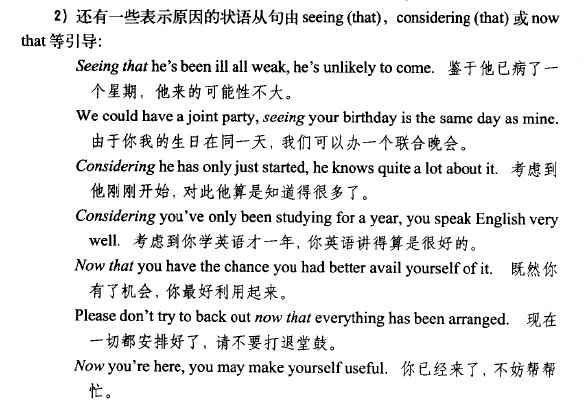 2）还有一些表示原因的状语从句由 seeing (that)，considering (that) 或 now
that 等引导：
Seeing that he's been ill all weak, he's unlikely to come. 鉴于他已病了一
个星期，他来的可能性不大。
We could have a joint party, seeing your birthday is the same day as mine.
由于你我的生日在同一天，我们可以办一个联合晚会。
Considering he has only just started, he knows quite a lot about it. 考虑到
他刚刚开始，对此他算是知道得很多了。
Considering you've only been studying for a year, you speak English very
well. 考虑到你学英语才一年，你英语讲得算是很好的。
Now that you have the chance you had better avail yourself of it. 既然你
有了机会，你最好利用起来。
Please don't try to back out now that everything has been arranged. 现在
一切都安排好了，请不要打退堂鼓。
Now you're here, you may make yourself useful. 你已经来了，不妨帮帮
忙。